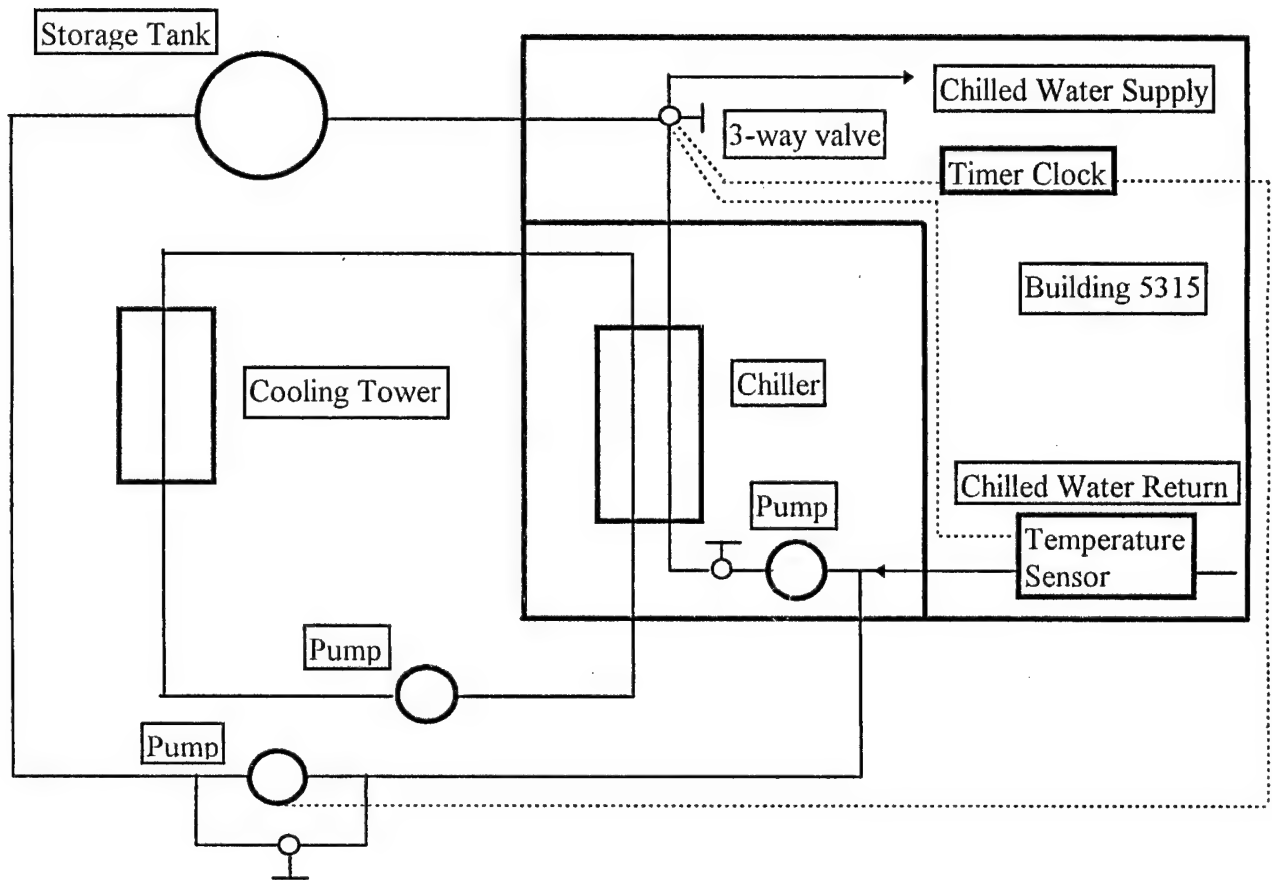 Storage Tank
Chilled Water Supply
3-way valve
Timer Clock
Building 5315
Cooling Tower
Chiller
Chilled Water Return
Pump
Temperature
Sensor
Pump
Pump